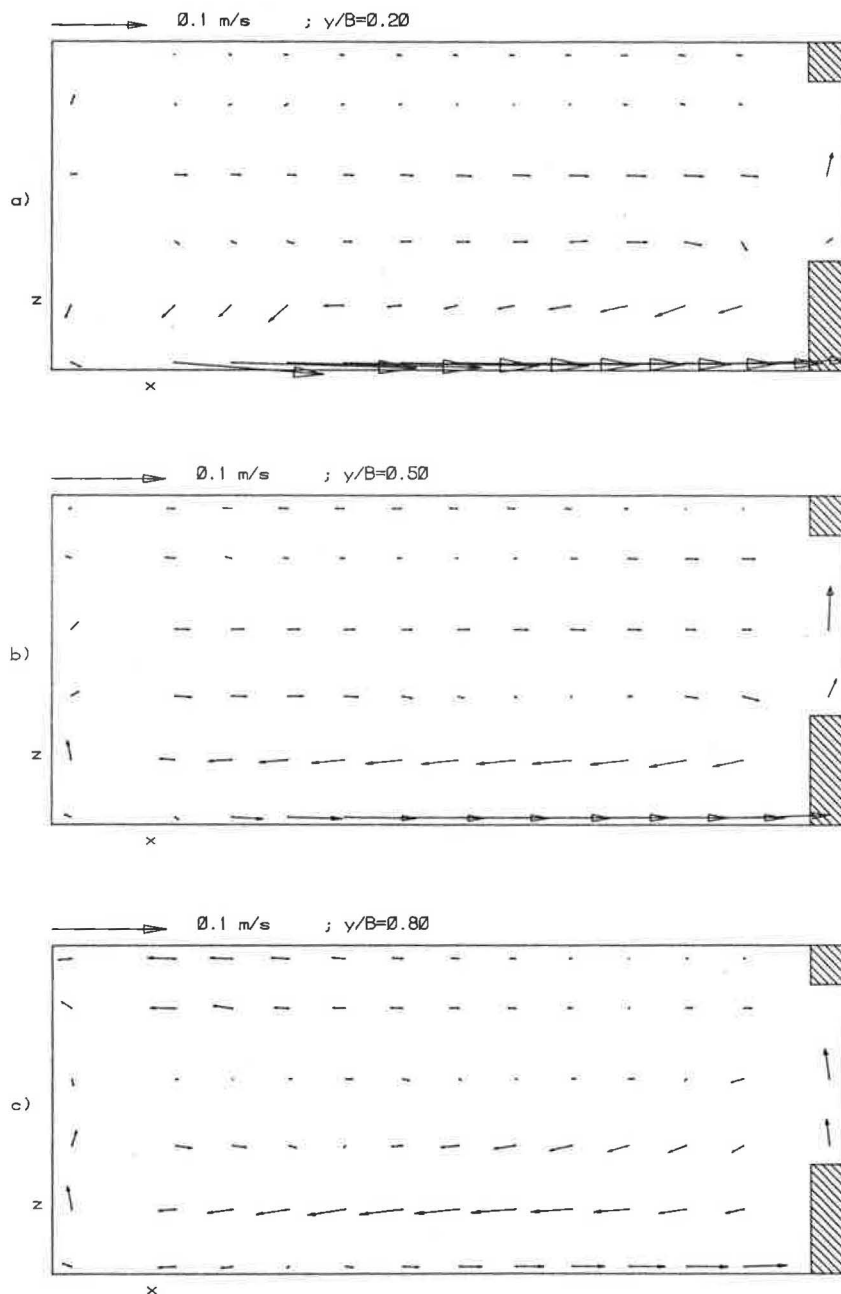 0.1 m/s ; y/B=0.20
a)
z
x
0.1 m/s ; y/B=0.50
b)
z
x
0.1 m/s ; y/B=0.80
c)
z
x